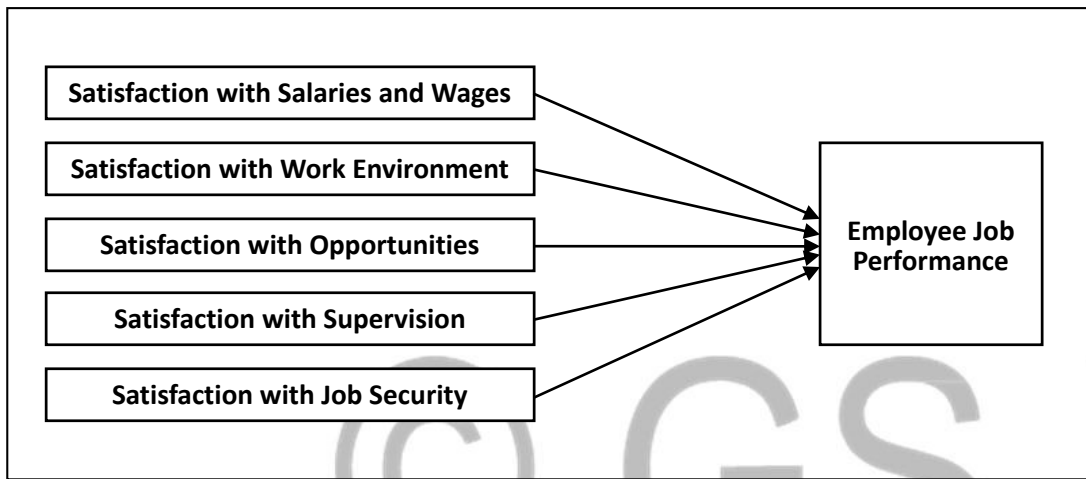 Satisfaction with Salaries and Wages
Satisfaction with Work Environment
Satisfaction with Opportunities
Satisfaction with Supervision
Satisfaction with Job Security
Employee Job
Performance
© GS